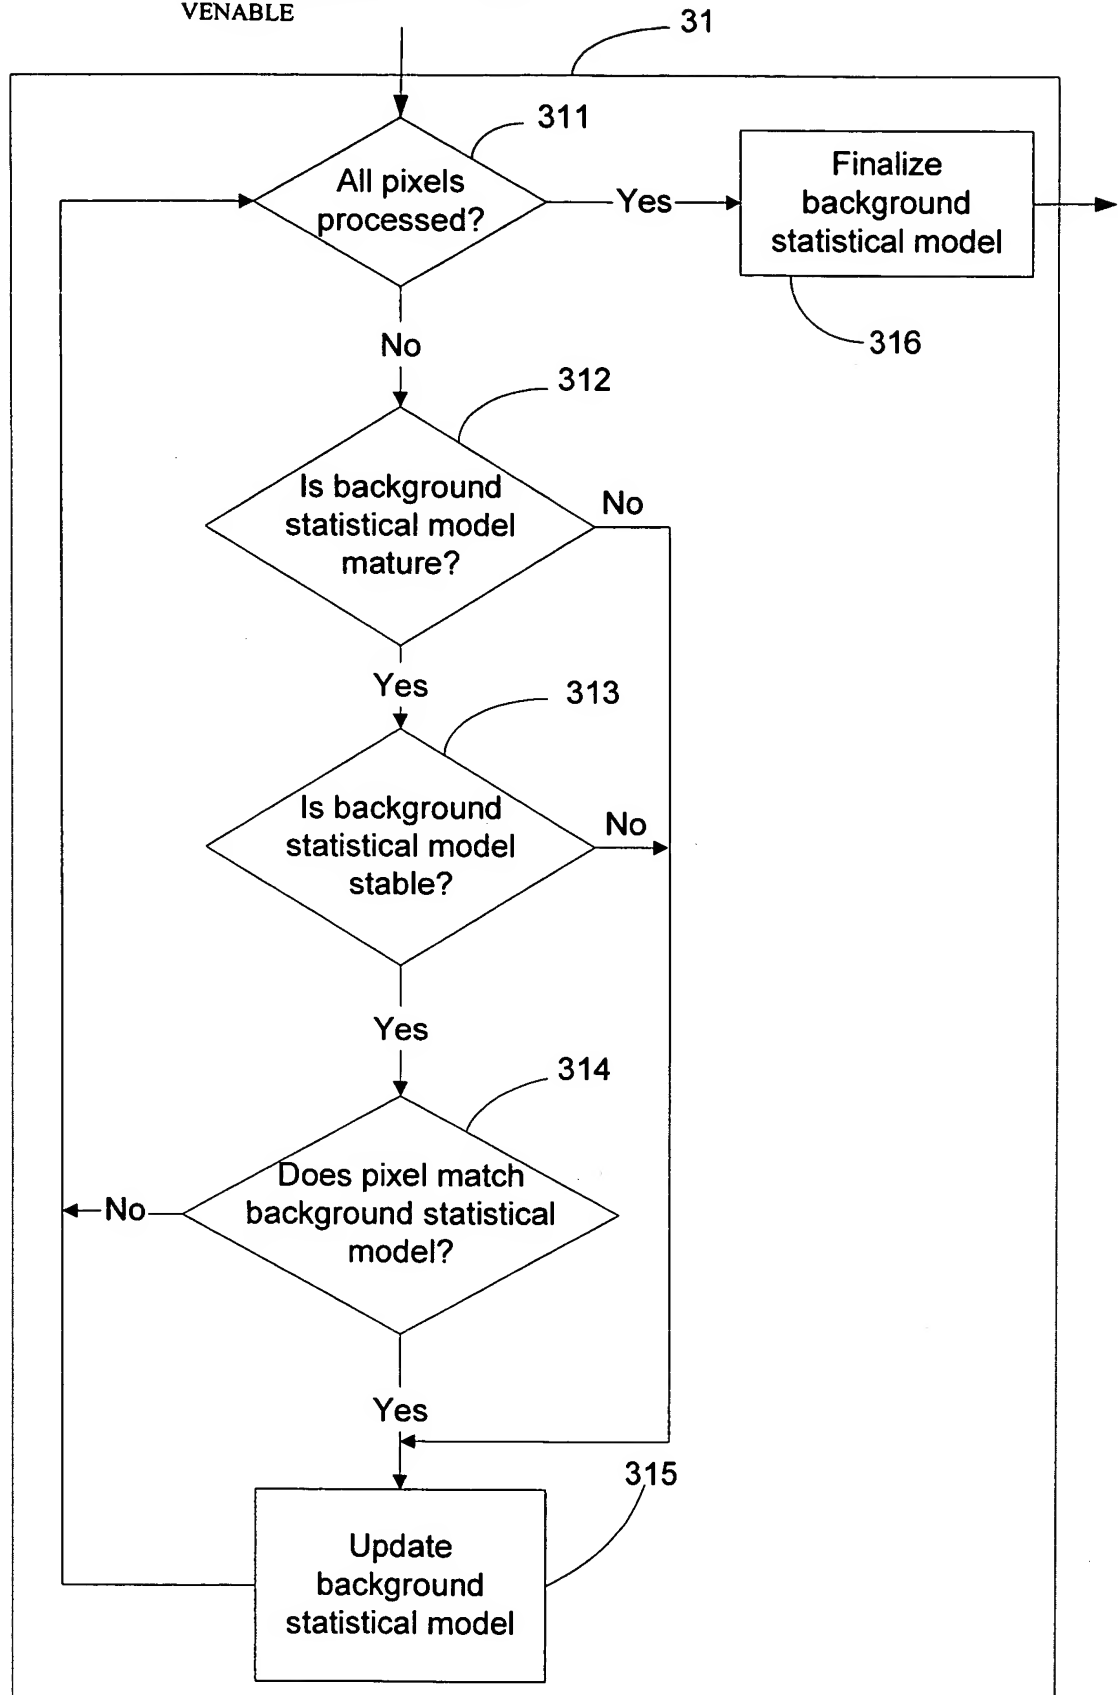 VENABLE
31
311
All pixels
processed?
Yes
Finalize
background
statistical model
316
No
312
Is background
statistical model
mature?
No
Yes
313
Is background
statistical model
stable?
No
Yes
314
Does pixel match
background statistical
model?
No
Yes
315
Update
background
statistical model